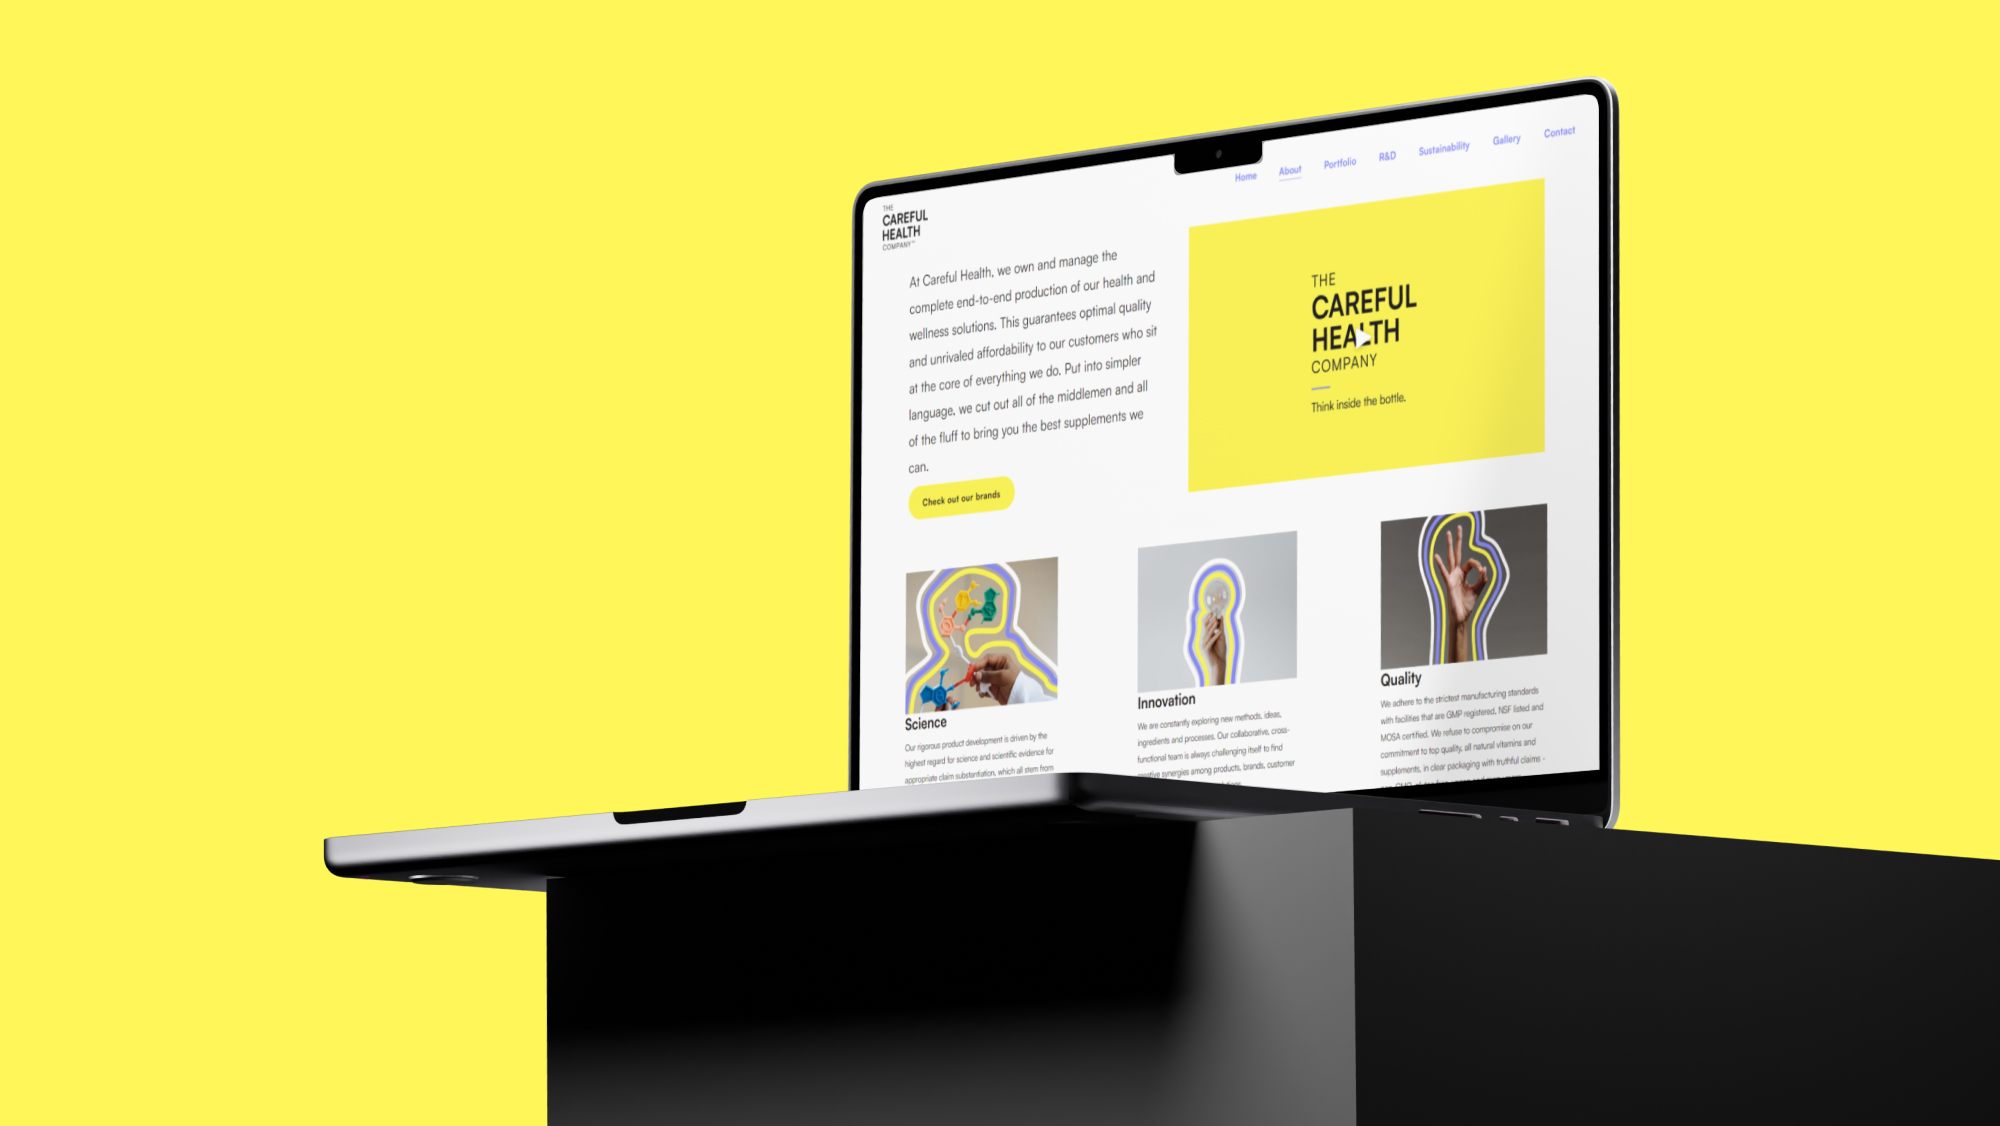 Home About Portfolio R&D Sustainability Gallery Contact
THE
CAREFUL
HEALTH
COMPANY™
At Careful Health, we own and manage the
complete end-to-end production of our health and
wellness solutions. This guarantees optimal quality
and unrivaled affordability to our customers who sit
at the core of everything we do. Put into simpler
language, we cut out all of the middlemen and all
of the fluff to bring you the best supplements we
can.
Check out our brands
THE
CAREFUL
HEALTH
COMPANY
Think inside the bottle.
Science
Our rigorous product development is driven by the
highest regard for science and scientific evidence for
appropriate claim substantiation, which all stem from
Innovation
We are constantly exploring new methods, ideas,
ingredients and processes. Our collaborative, cross-
functional team is always challenging itself to find
creative synergies among products, brands, customer
Quality
We adhere to the strictest manufacturing standards
with facilities that are GMP registered, NSF listed and
MOSA certified. We refuse to compromise on our
commitment to top quality, all natural vitamins and
supplements, in clear packaging with truthful claims -